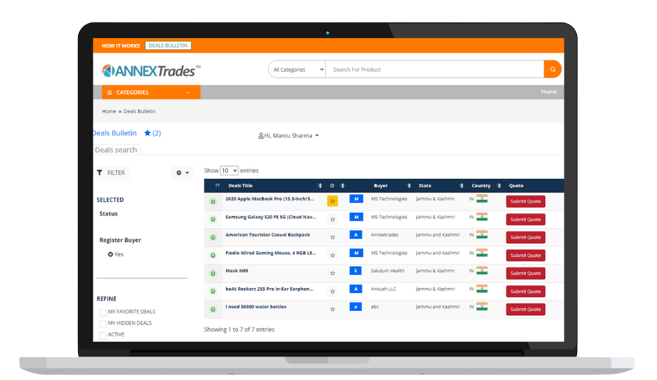 HOW IT WORKS DEALS BULLETIN
ANNEXTrades™
All Categories Search For Product
CATEGORIES Home
Home » Deals Bulletin
Deals Bulletin (2)
Hi, Mantu Sharma
Deals search
FILTER
Show 10 entries
Deals Title Buyer State Country Quote
SELECTED
Status
Register Buyer
Yes
REFINE
MY FAVORITE DEALS
MY HIDDEN DEALS
ACTIVE
2020 Apple MacBook Pro (13.3-inch/3... M MS Technologies Jammu & Kashmir IN Submit Quote
Samsung Galaxy S20 FE 5G (Cloud Nav... M MS Technologies Jammu & Kashmir IN Submit Quote
American Tourister Casual Backpack A Annextrades Jammu and Kashmir IN Submit Quote
Wired Gaming Mouse, 4 RGB LE... M MS Technologies Jammu & Kashmir IN Submit Quote
Mask N95 S Salutum Health Jammu & Kashmir IN Submit Quote
boAt Rockerz 255 Pro in-Ear Earphon... A Ankush LLC Jammu & Kashmir IN Submit Quote
I need 50000 water bottles a abc Jammu and Kashmir IN Submit Quote
Showing 1 to 7 of 7 entries